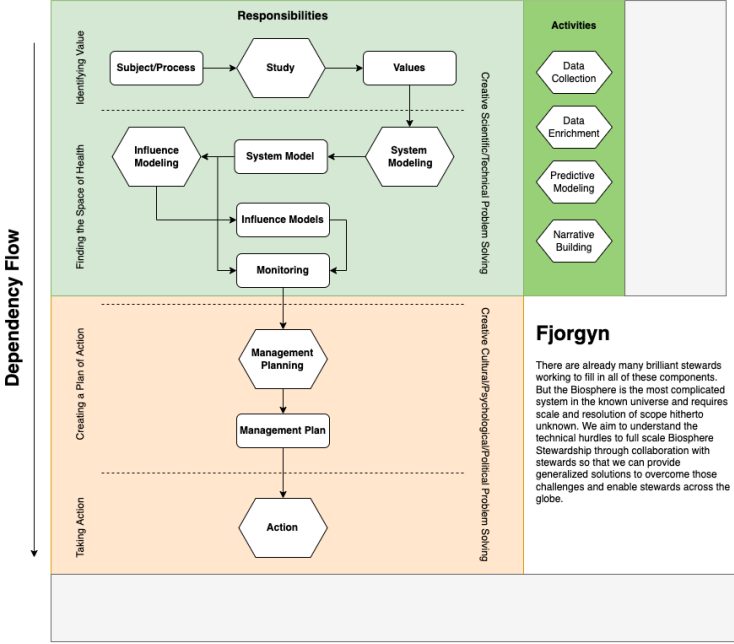 Responsibilities
Activities
Dependency Flow
Identifying Value
Subject/Process
Study
Values
Data
Collection
Finding the Space of Health
Influence
Modeling
System Model
System
Modeling
Influence Models
Monitoring
Creative Scientific/Technical Problem Solving
Data
Enrichment
Predictive
Modeling
Narrative
Building
Creating a Plan of Action
Management
Planning
Management Plan
Taking Action
Action
Creative Cultural/Psychological/Political Problem Solving
Fjorgyn
There are already many brilliant stewards
working to fill in all of these components.
But the Biosphere is the most complicated
system in the known universe and requires
scale and resolution of scope hitherto
unknown. We aim to understand the
technical hurdles to full scale Biosphere
Stewardship through collaboration with
stewards so that we can provide
generalized solutions to overcome those
challenges and enable stewards across the
globe.